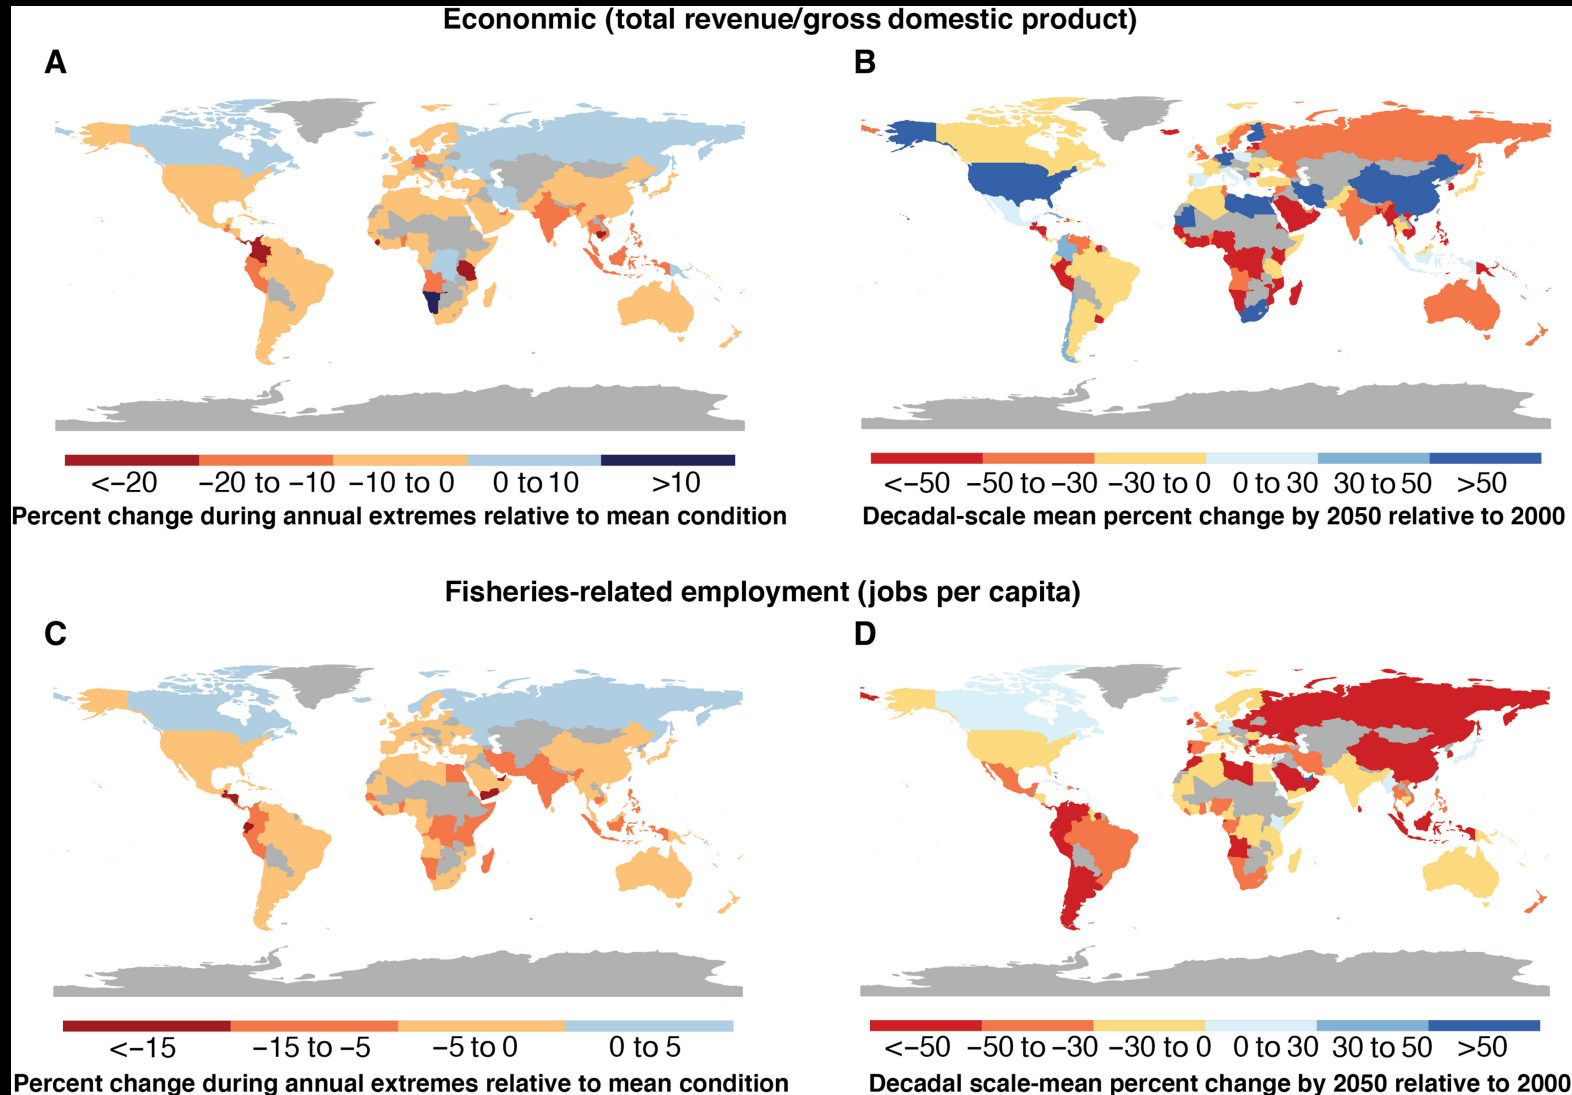 Econonmic (total revenue/gross domestic product)
A
B
<−20 −20 to −10 −10 to 0 0 to 10 >10
Percent change during annual extremes relative to mean condition
<−50 −50 to −30 −30 to 0 0 to 30 30 to 50 >50
Decadal-scale mean percent change by 2050 relative to 2000
Fisheries-related employment (jobs per capita)
C
D
<−15 −15 to −5 −5 to 0 0 to 5
Percent change during annual extremes relative to mean condition
<−50 −50 to −30 −30 to 0 0 to 30 30 to 50 >50
Decadal scale-mean percent change by 2050 relative to 2000